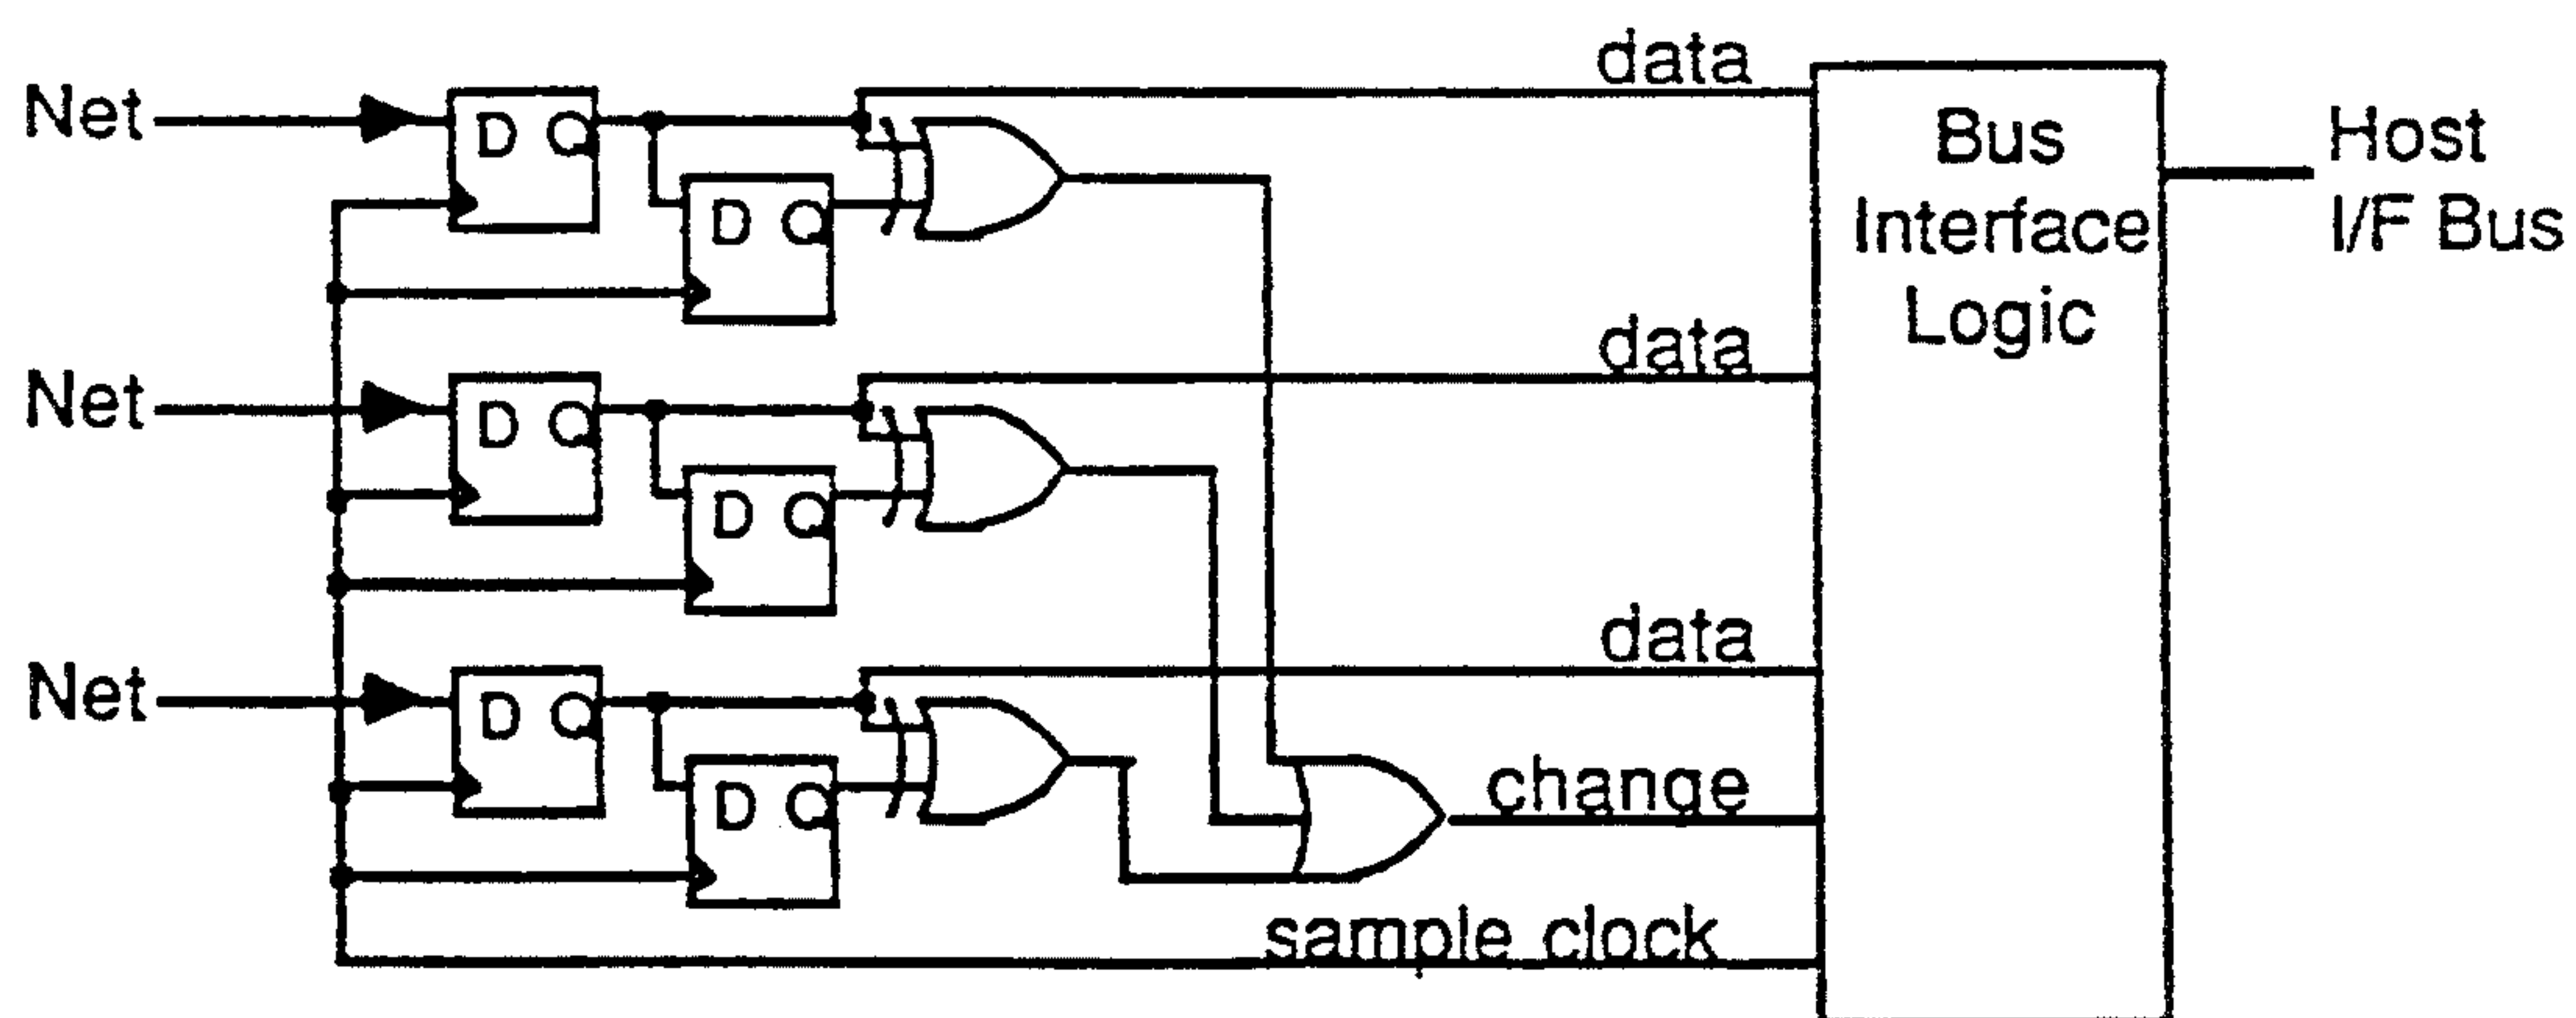 data
Net
D Q
D Q
Bus
Interface
Logic
Host
I/F Bus
data
Net
D Q
D Q
data
Net
D Q
D Q
change
sample clock